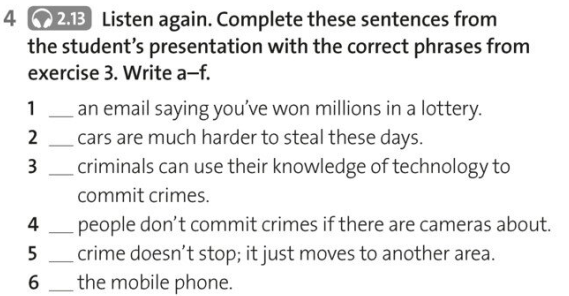 4 2.13 Listen again. Complete these sentences from
the student's presentation with the correct phrases from
exercise 3. Write a–f.
1 ___ an email saying you've won millions in a lottery.
2 ___ cars are much harder to steal these days.
3 ___ criminals can use their knowledge of technology to
commit crimes.
4 ___ people don't commit crimes if there are cameras about.
5 ___ crime doesn't stop; it just moves to another area.
6 ___ the mobile phone.